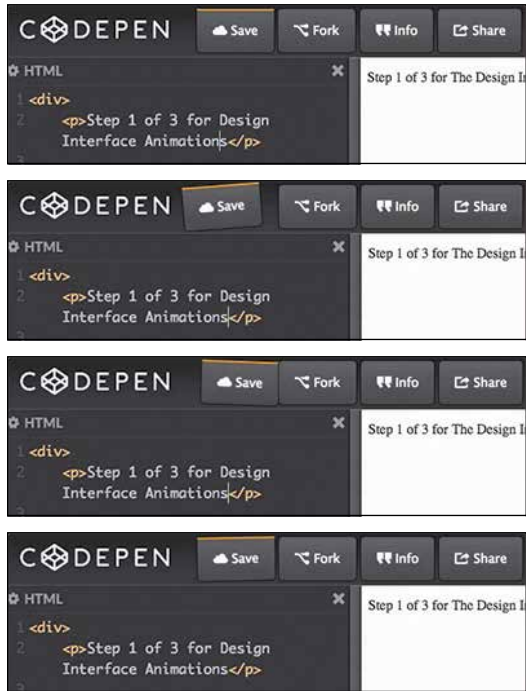 CODEPEN Save Fork Info Share
HTML Step 1 of 3 for The Design I
1 <div>
2 <p>Step 1 of 3 for Design
Interface Animations</p>
3
CODEPEN Save Fork Info Share
HTML Step 1 of 3 for The Design I
1 <div>
2 <p>Step 1 of 3 for Design
Interface Animations</p>
3
CODEPEN Save Fork Info Share
HTML Step 1 of 3 for The Design I
1 <div>
2 <p>Step 1 of 3 for Design
Interface Animations</p>
3
CODEPEN Save Fork Info Share
HTML Step 1 of 3 for The Design I
1 <div>
2 <p>Step 1 of 3 for Design
Interface Animations</p>
3